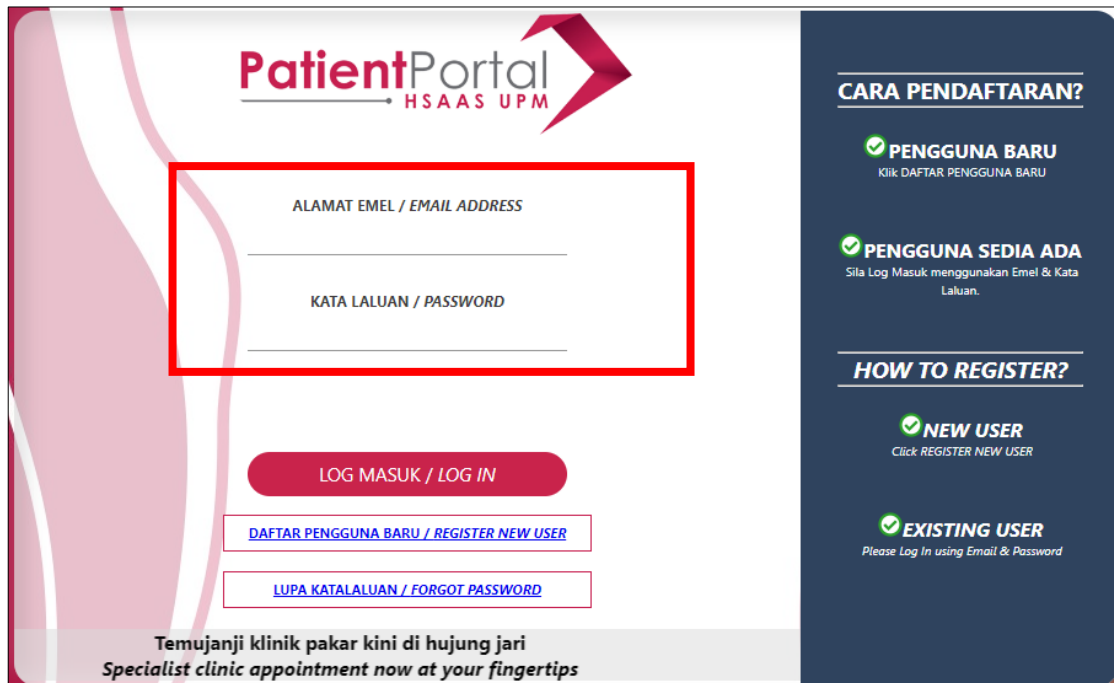 PatientPortal
HSAAS UPM
ALAMAT EMEL / EMAIL ADDRESS
KATA LALUAN / PASSWORD
LOG MASUK / LOG IN
DAFTAR PENGGUNA BARU / REGISTER NEW USER
LUPA KATALALUAN / FORGOT PASSWORD
Temujanji klinik pakar kini di hujung jari
Specialist clinic appointment now at your fingertips
CARA PENDAFTARAN?
PENGGUNA BARU
Klik DAFTAR PENGGUNA BARU
PENGGUNA SEDIA ADA
Sila Log Masuk menggunakan Emel & Kata
Laluan.
HOW TO REGISTER?
NEW USER
Click REGISTER NEW USER
EXISTING USER
Please Log In using Email & Password